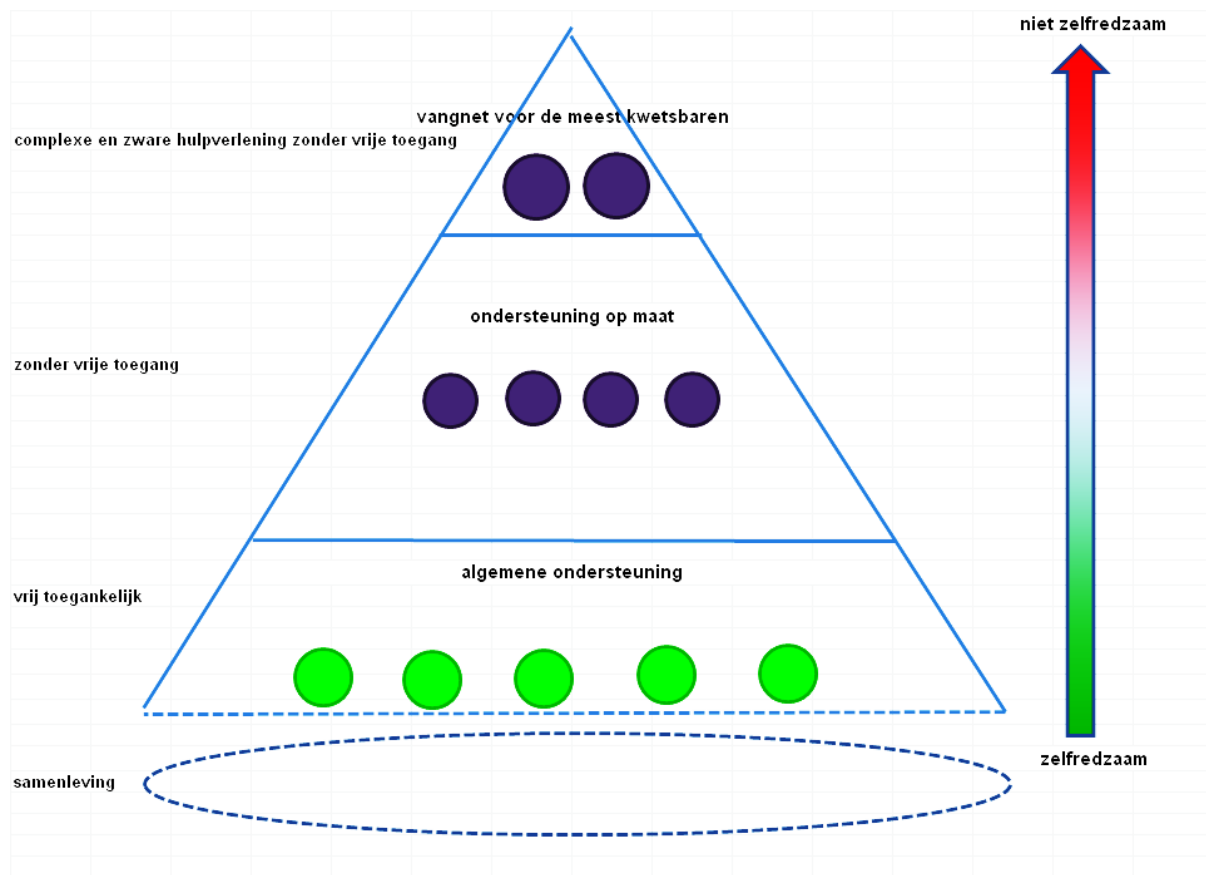 niet zelfredzaam
vangnet voor de meest kwetsbaren
complexe en zware hulpverlening zonder vrije toegang
ondersteuning op maat
zonder vrije toegang
algemene ondersteuning
vrij toegankelijk
zelfredzaam
samenleving